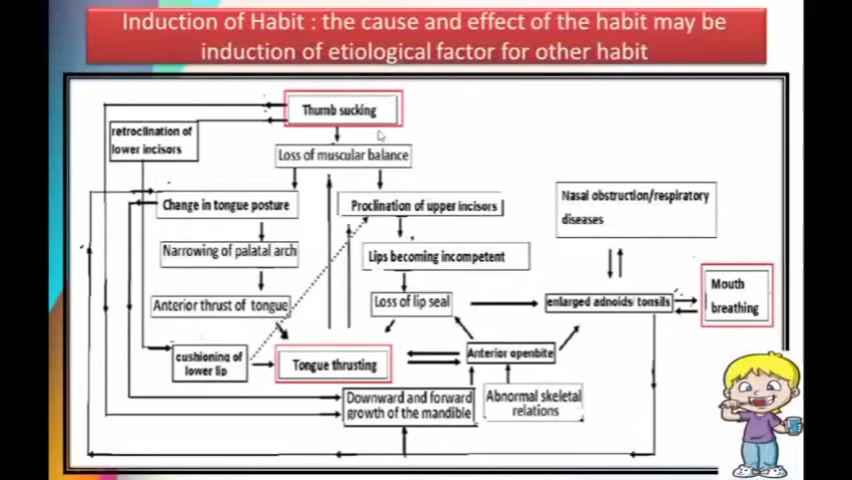 Induction of Habit : the cause and effect of the habit may be
induction of etiological factor for other habit
Thumb sucking
retroclination of
lower incisors
Loss of muscular balance
Change in tongue posture
Proclination of upper incisors
Nasal obstruction/respiratory
diseases
Narrowing of palatal arch
Lips becoming incompetent
Anterior thrust of tongue
Loss of lip seal
enlarged adnoids/tonsils
Mouth
breathing
cushioning of
lower lip
Tongue thrusting
Anterior openbite
Downward and forward
growth of the mandible
Abnormal skeletal
relations